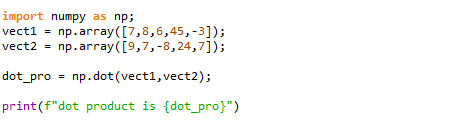 import numpy as np;
vect1 = np.array([7,8,6,45,-3]);
vect2 = np.array([9,7,-8,24,7]);
dot_pro = np.dot(vect1,vect2);
print(f"dot product is {dot_pro}")